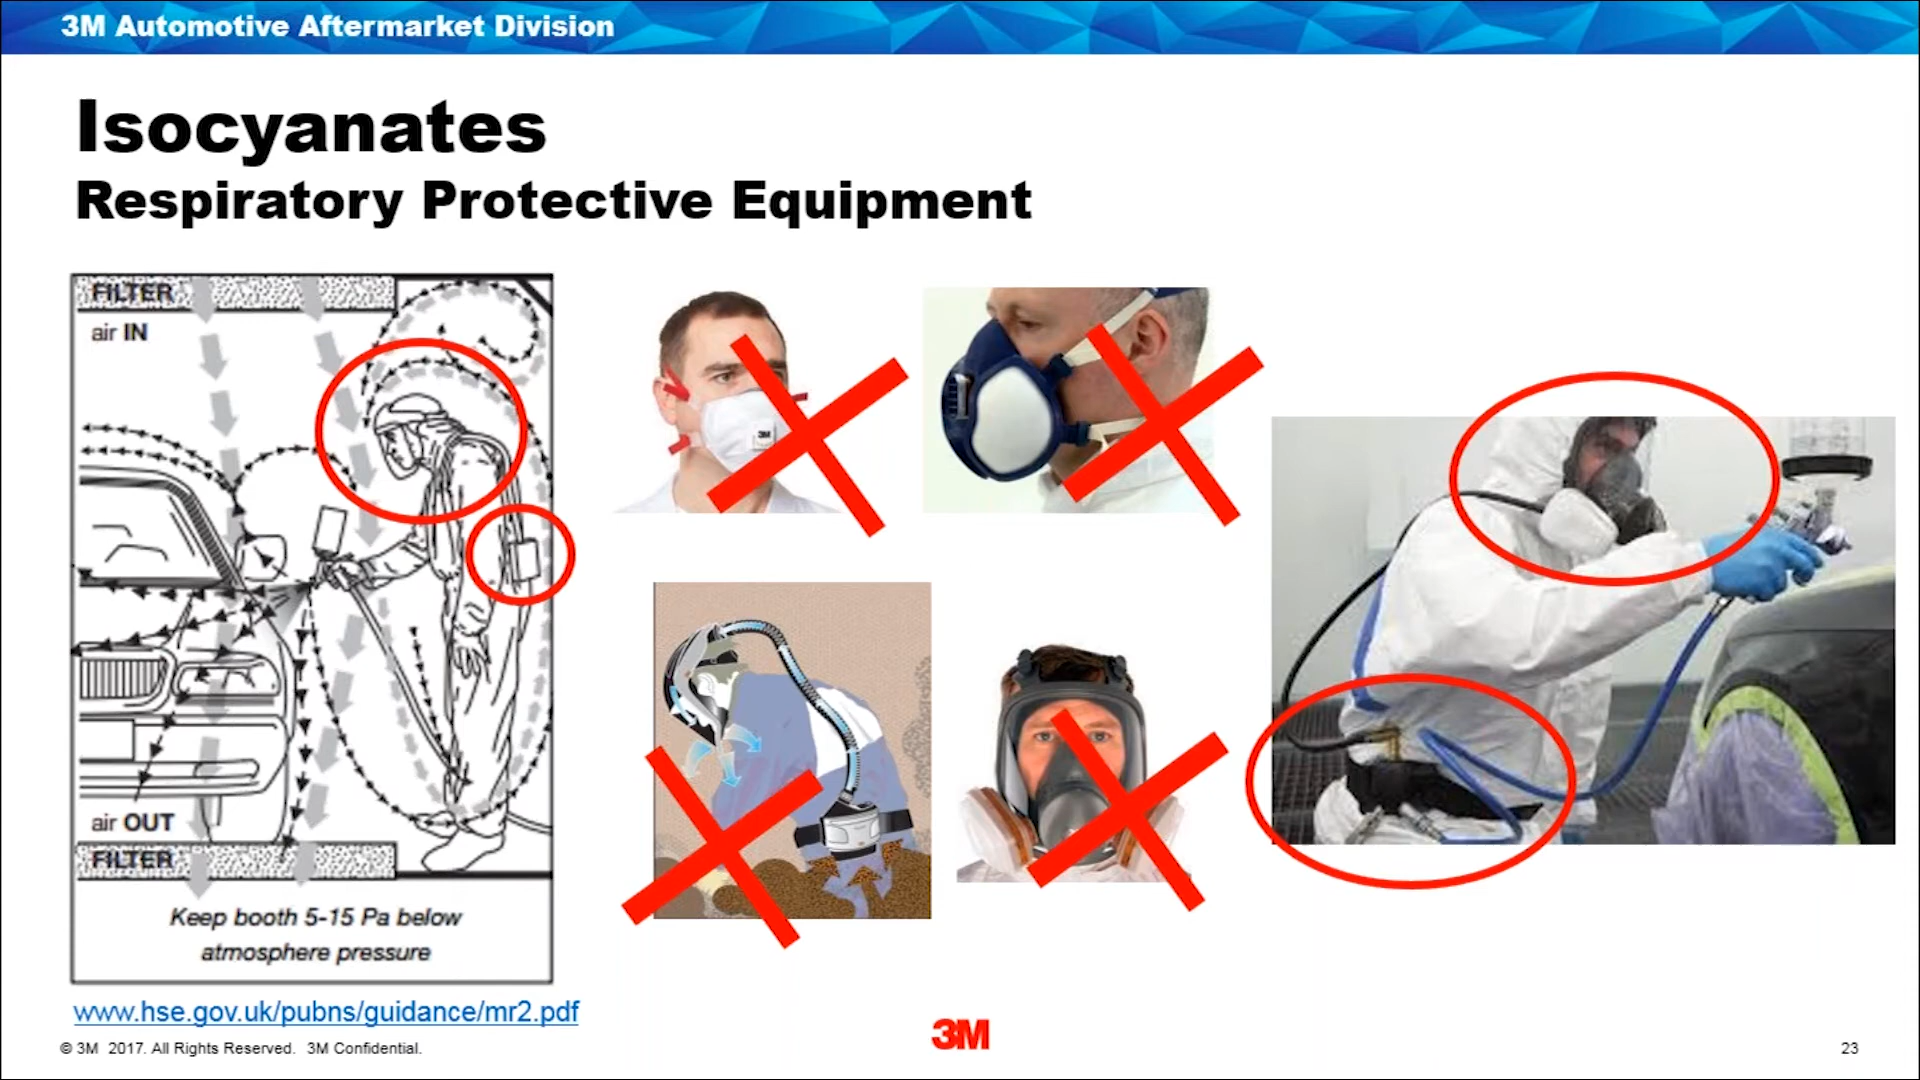 3M Automotive Aftermarket Division
Isocyanates
Respiratory Protective Equipment
FILTER
air IN
air OUT
FILTER
Keep booth 5-15 Pa below
atmosphere pressure
3M
www.hse.gov.uk/pubns/guidance/mr2.pdf
© 3M 2017. All Rights Reserved. 3M Confidential.
3M
23